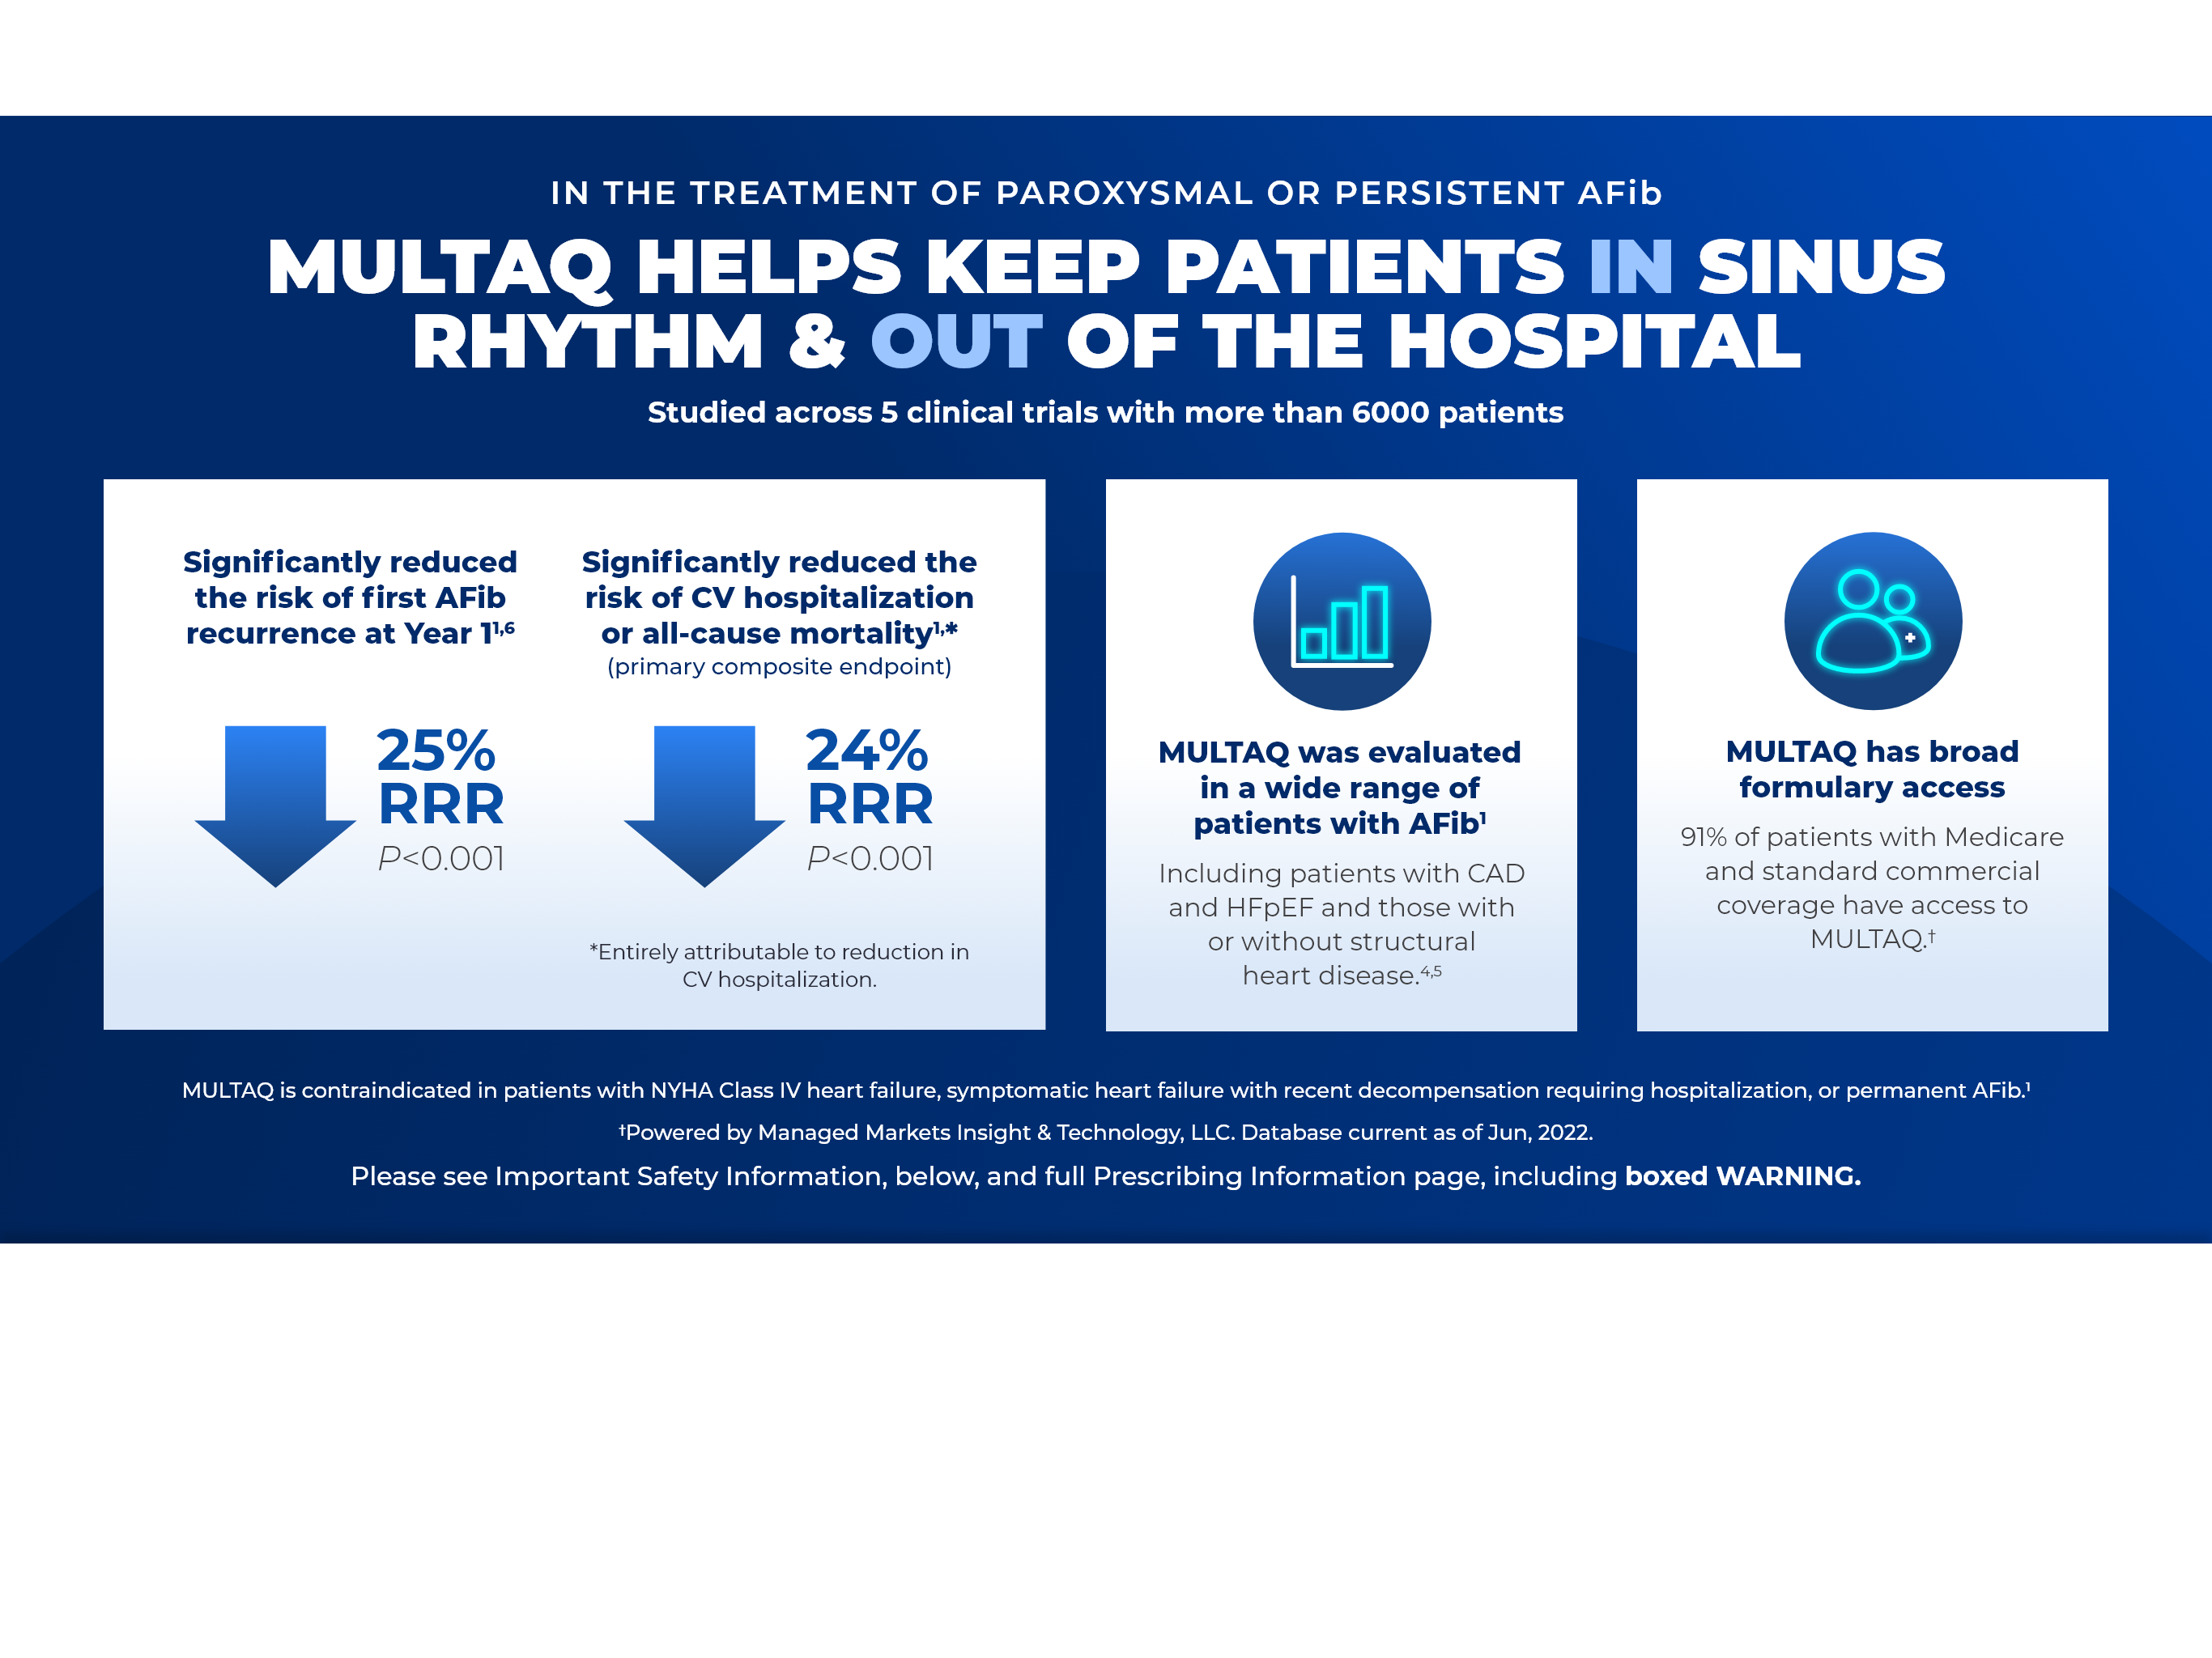 IN THE TREATMENT OF PAROXYSMAL OR PERSISTENT AFib
MULTAQ HELPS KEEP PATIENTS IN SINUS
RHYTHM & OUT OF THE HOSPITAL
Studied across 5 clinical trials with more than 6000 patients
Significantly reduced
the risk of first AFib
recurrence at Year 1¹,⁶
25%
RRR
P<0.001
Significantly reduced the
risk of CV hospitalization
or all-cause mortality¹,*
(primary composite endpoint)
24%
RRR
P<0.001
*Entirely attributable to reduction in
CV hospitalization.
MULTAQ was evaluated
in a wide range of
patients with AFib¹
Including patients with CAD
and HFpEF and those with
or without structural
heart disease.⁴,⁵
MULTAQ has broad
formulary access
91% of patients with Medicare
and standard commercial
coverage have access to
MULTAQ.†
MULTAQ is contraindicated in patients with NYHA Class IV heart failure, symptomatic heart failure with recent decompensation requiring hospitalization, or permanent AFib.¹
†Powered by Managed Markets Insight & Technology, LLC. Database current as of Jun, 2022.
Please see Important Safety Information, below, and full Prescribing Information page, including boxed WARNING.